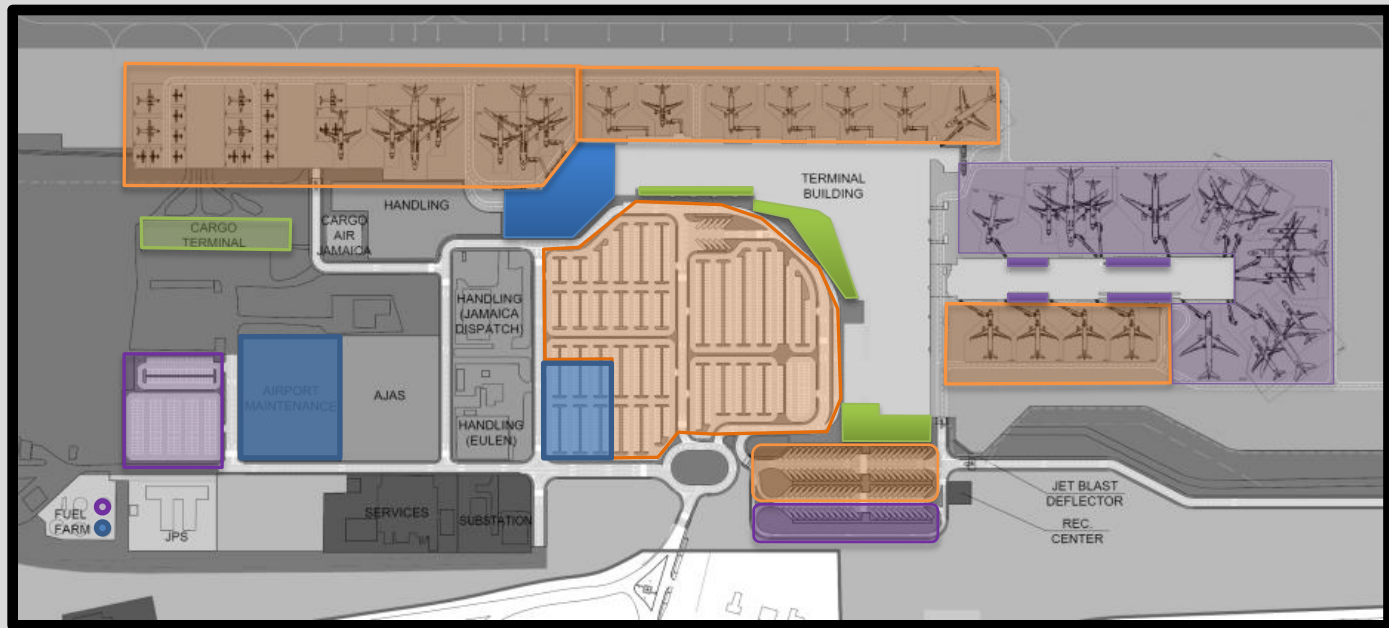 TERMINAL
BUILDING
HANDLING
CARGO
AIR
JAMAICA
CARGO
TERMINAL
HANDLING
(JAMAICA
DISPATCH)
AIRPORT
MAINTENANCE
AJAS
HANDLING
(EULEN)
JET BLAST
DEFLECTOR
REC.
CENTER
FUEL
FARM
JPS
SERVICES
SUBSTATION